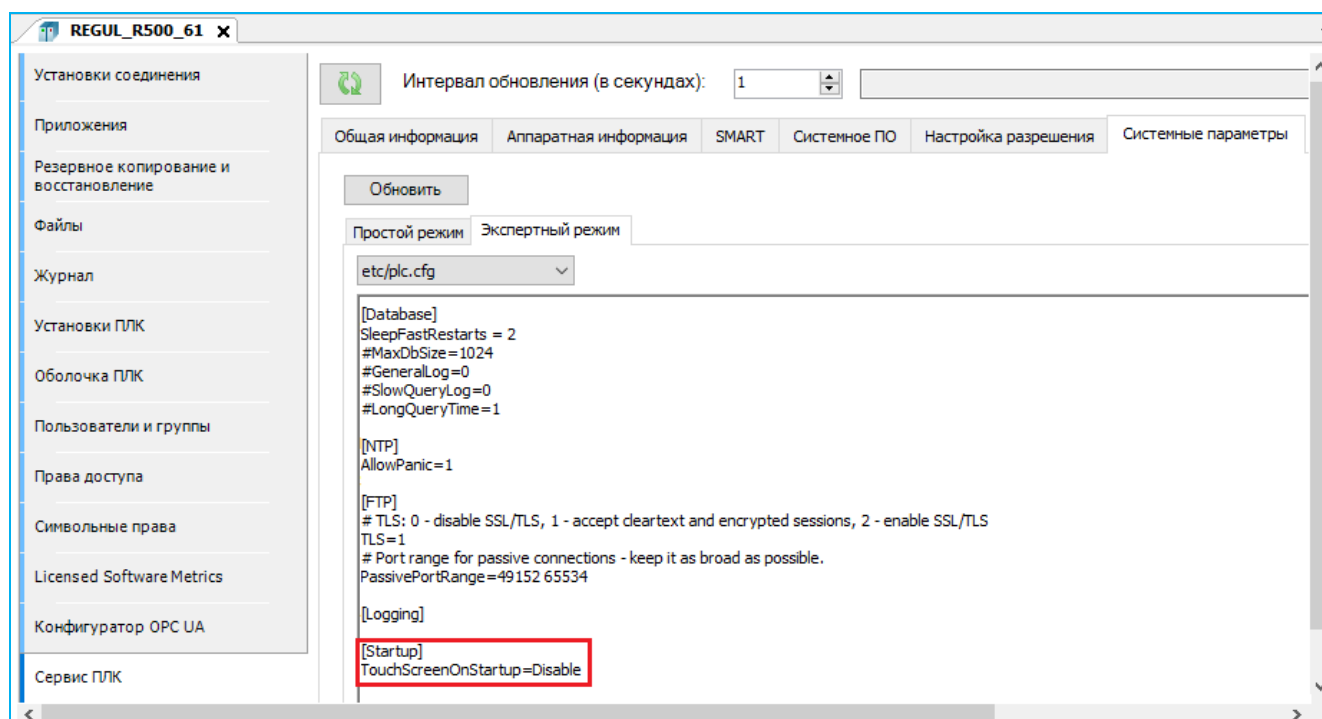 REGUL_R500_61
Установки соединения
Приложения
Резервное копирование и
восстановление
Файлы
Журнал
Установки ПЛК
Оболочка ПЛК
Пользователи и группы
Права доступа
Символьные права
Licensed Software Metrics
Конфигуратор OPC UA
Сервис ПЛК
Интервал обновления (в секундах): 1
Общая информация Аппаратная информация SMART Системное ПО Настройка разрешения Системные параметры
Обновить
Простой режим Экспертный режим
etc/plc.cfg
[Database]
SleepFastRestarts = 2
#MaxDbSize=1024
#GeneralLog=0
#SlowQueryLog=0
#LongQueryTime=1
[NTP]
AllowPanic=1
[FTP]
# TLS: 0 - disable SSL/TLS, 1 - accept cleartext and encrypted sessions, 2 - enable SSL/TLS
TLS=1
# Port range for passive connections - keep it as broad as possible.
PassivePortRange=49152 65534
[Logging]
[Startup]
TouchScreenOnStartup=Disable